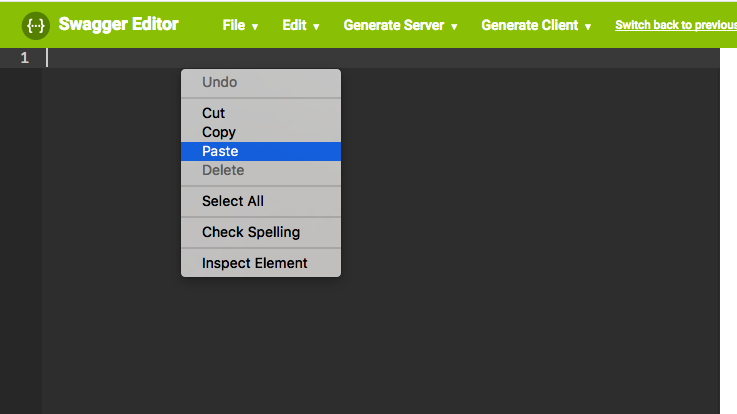 {···} Swagger Editor File ▼ Edit ▼ Generate Server ▼ Generate Client ▼ Switch back to previous
1
Undo
Cut
Copy
Paste
Delete
Select All
Check Spelling
Inspect Element